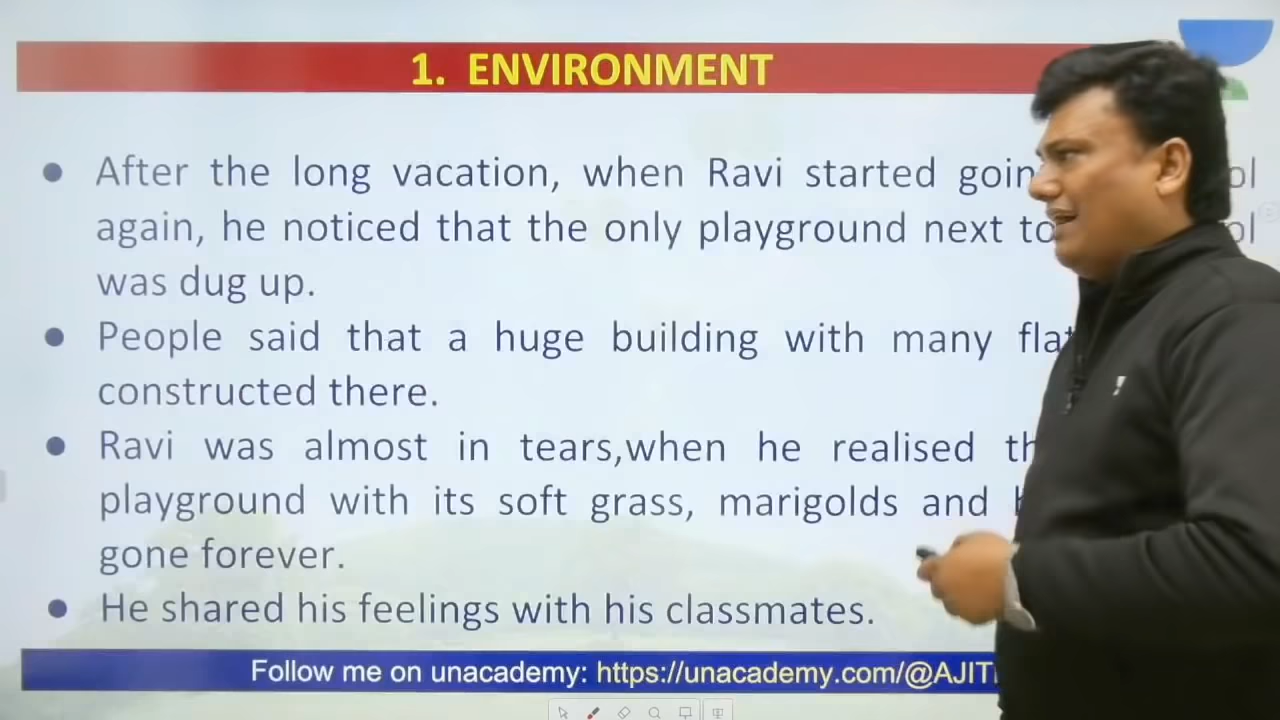 1. ENVIRONMENT
● After the long vacation, when Ravi started
again, he noticed that the only playground next to
was dug up.
● People said that a huge building with many
constructed there.
● Ravi was almost in tears,when he realised
playground with its soft grass, marigolds and
gone forever.
● He shared his feelings with his classmates.
Follow me on unacademy: https://unacademy.com/@AJIT